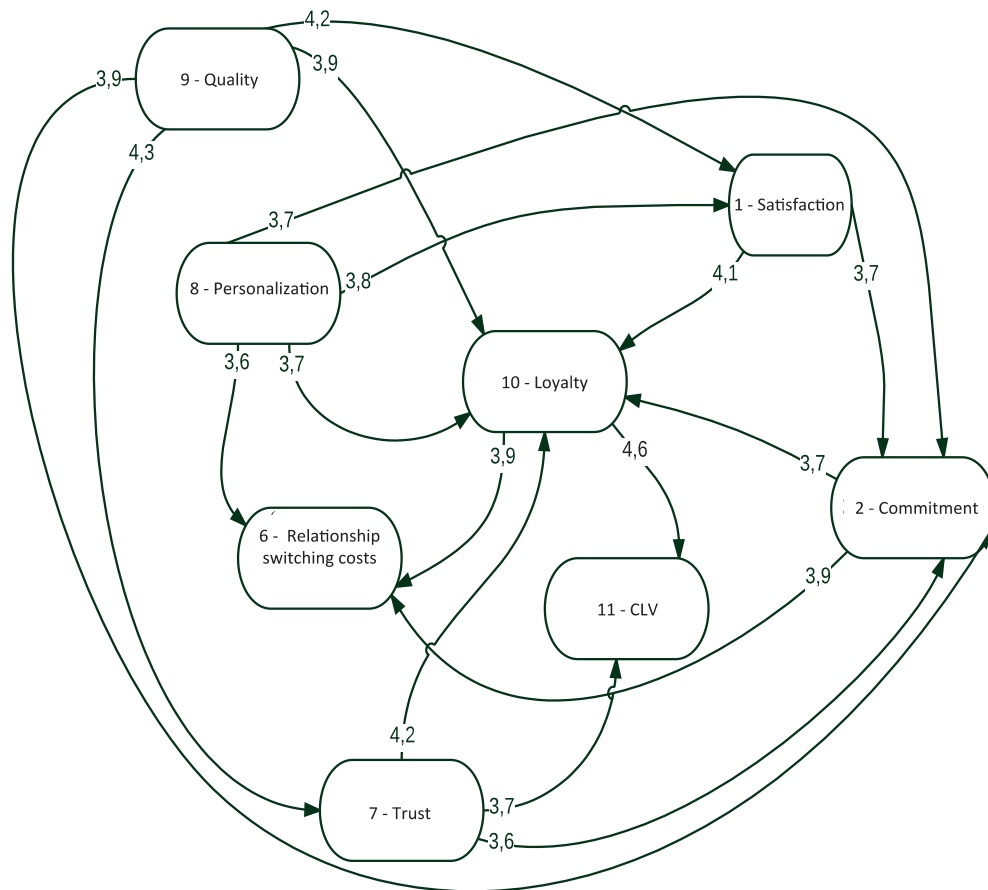 4,2
3,9
3,9
9 - Quality
4,3
3,7
1 - Satisfaction
8 - Personalization
3,8
4,1
3,7
3,6
3,7
10 - Loyalty
3,9
4,6
3,7
2 - Commitment
6 - Relationship
switching costs
3,9
11 - CLV
4,2
7 - Trust
3,7
3,6